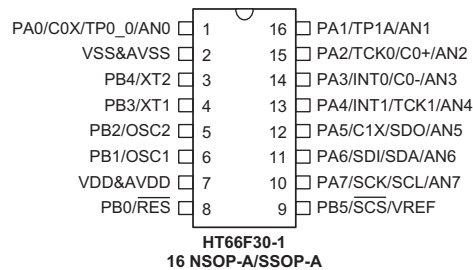 PA0/C0X/TP0_0/AN0 1 16 PA1/TP1A/AN1
VSS&AVSS 2 15 PA2/TCK0/C0+/AN2
PB4/XT2 3 14 PA3/INT0/C0-/AN3
PB3/XT1 4 13 PA4/INT1/TCK1/AN4
PB2/OSC2 5 12 PA5/C1X/SDO/AN5
PB1/OSC1 6 11 PA6/SDI/SDA/AN6
VDD&AVDD 7 10 PA7/SCK/SCL/AN7
PB0/RES 8 9 PB5/SCS/VREF
HT66F30-1
16 NSOP-A/SSOP-A